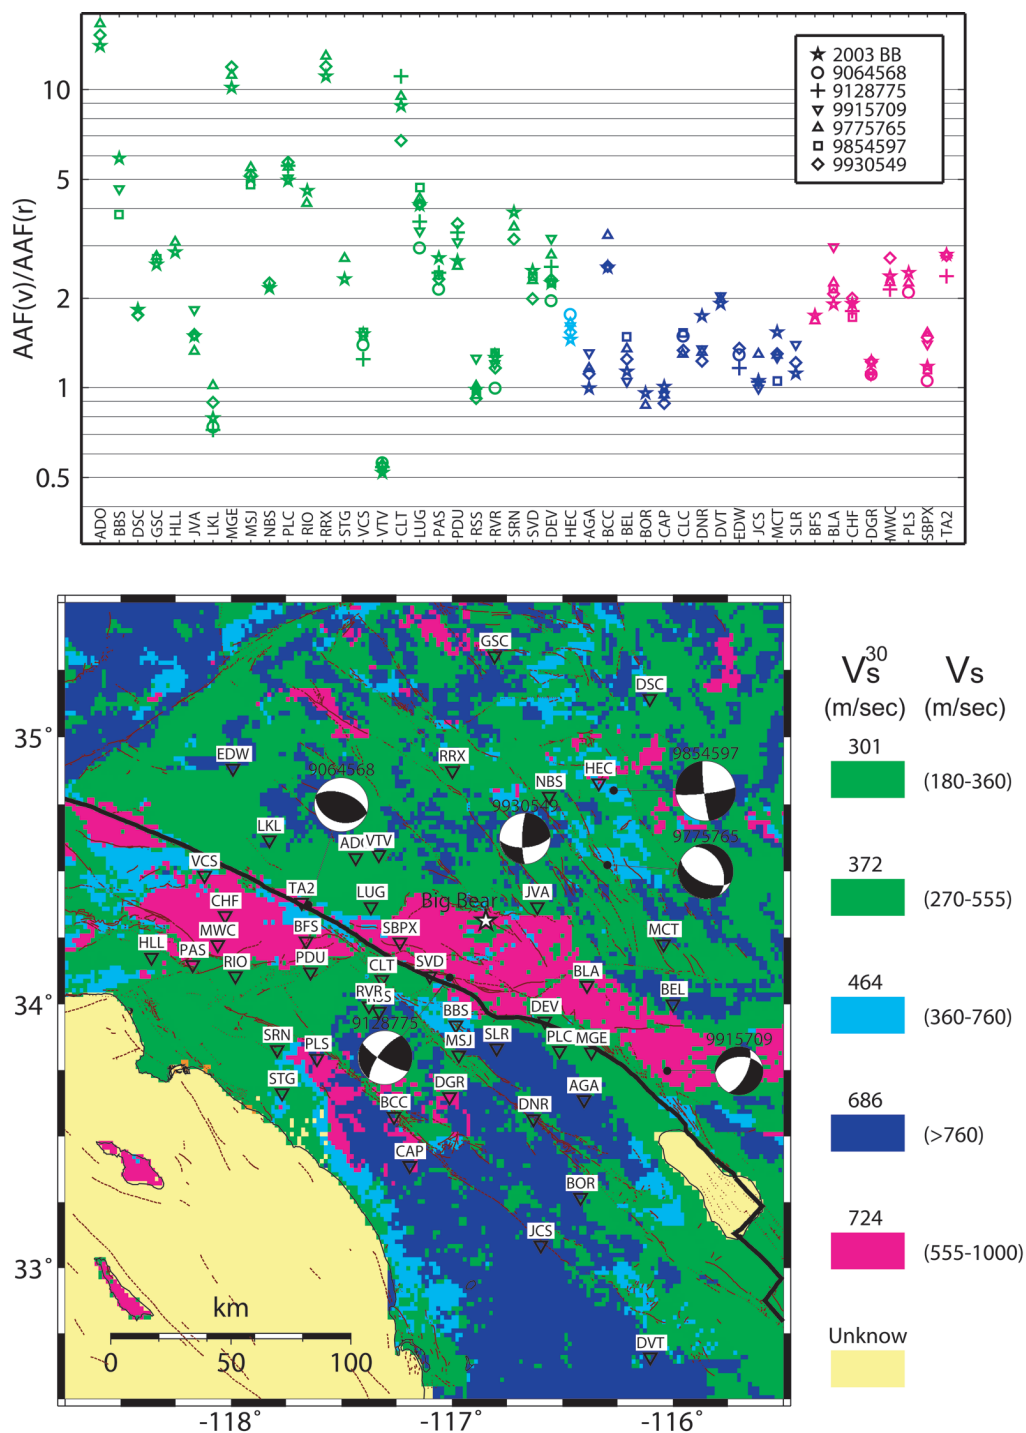 AAF(v)/AAF(r)
10
5
2
1
0.5
2003 BB
9064568
9128775
9915709
9775765
9854597
9930549
ADO BBS DSC GSC HLL JVA LKL MGE MSJ NBS PLC RIO RRX STG VCS VTV CLT LUG PAS PDU RSS RVR SRN SVD DEV HEC AGA BCC BEL BOR CAP CLC DNR DVT EDW JCS MCT SLR BFS BLA CHF DGR MWC PLS SBPX TA2
GSC
DSC
35°
EDW
RRX
9854597
HEC
9064568
NBS
9930549
LKL
VTV
9775765
VCS
TA2
LUG
Big Bear
JVA
CHF
MWC
BFS
SBPX
MCT
HLL
PAS
RIO
PDU
CLT
SVD
BLA
34°
RVR
BEL
9128775
BBS
DEV
SRN
PLS
MSJ
SLR
PLC
MGE
9915709
STG
BCC
DGR
DNR
AGA
CAP
BOR
JCS
33°
km
0
50
100
DVT
-118°
-117°
-116°
Vs30
(m/sec)
Vs
(m/sec)
301
(180-360)
372
(270-555)
464
(360-760)
686
(>760)
724
(555-1000)
Unknow